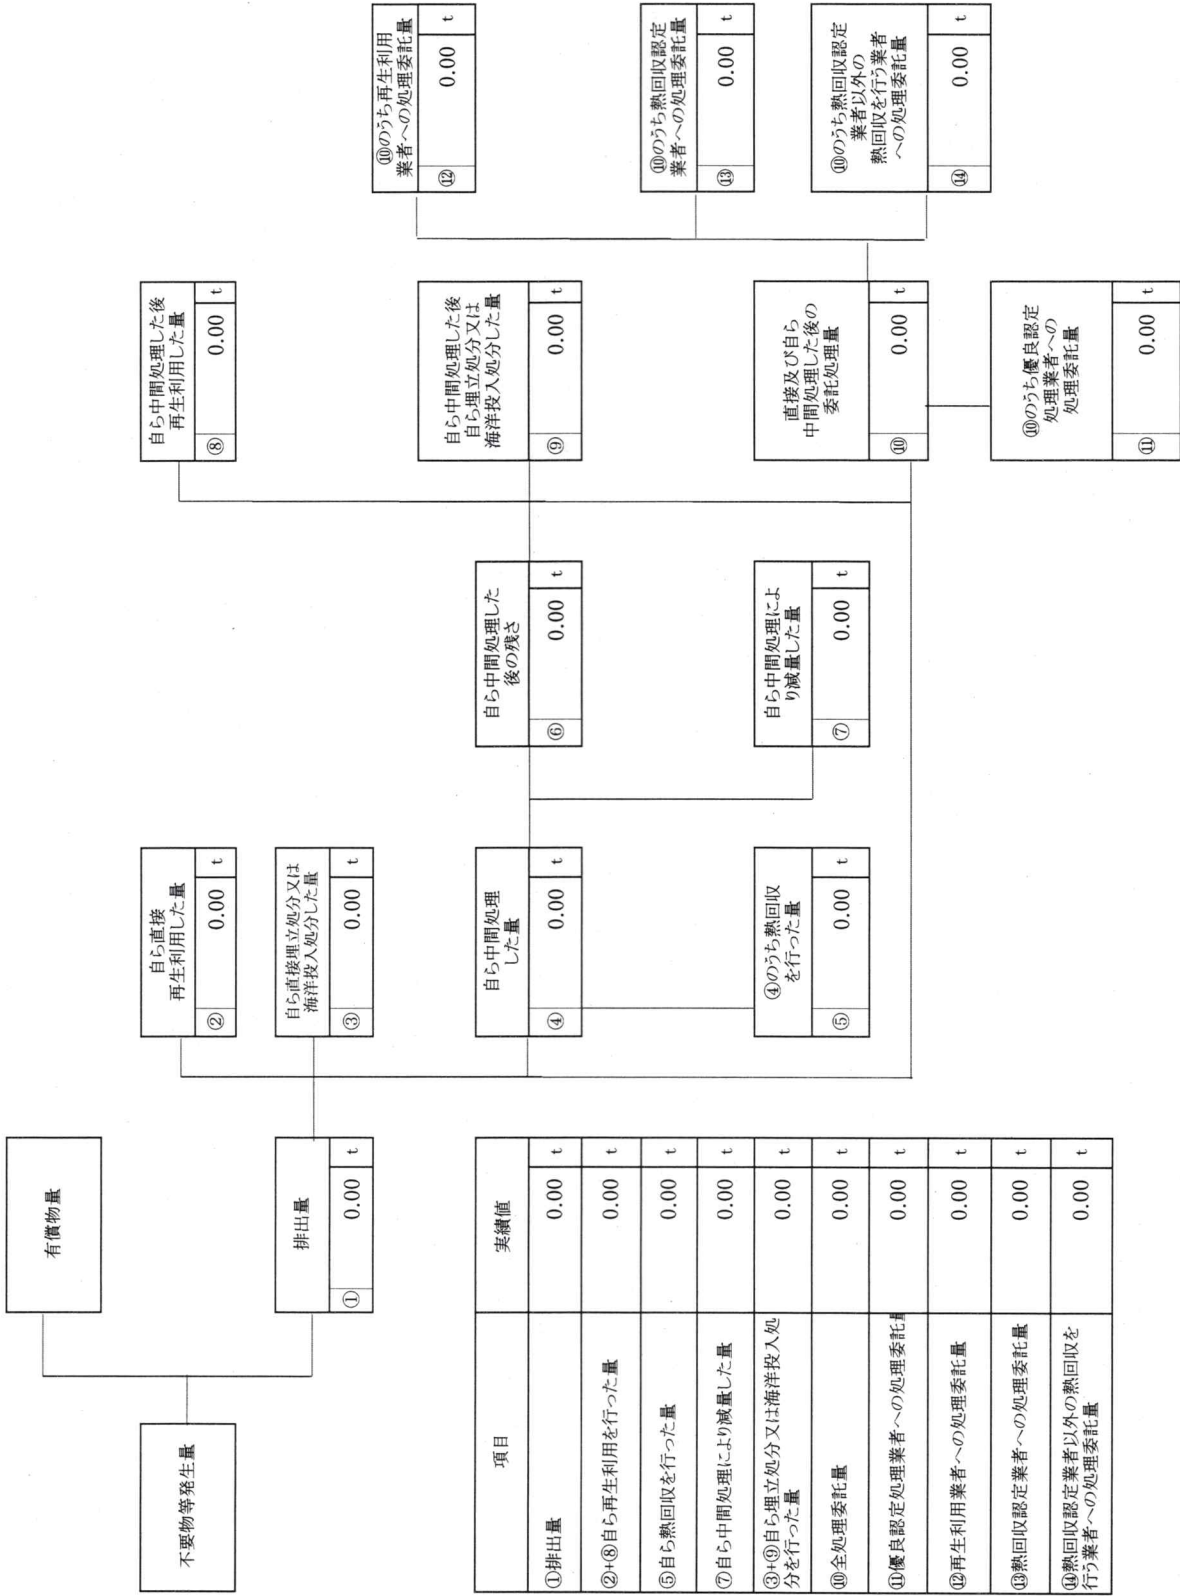 有償物量
不要物等発生量
排出量
① 0.00 t
自ら直接
再生利用した量
② 0.00 t
自ら直接埋立処分又は
海洋投入処分した量
③ 0.00 t
自ら中間処理
した量
④ 0.00 t
④のうち熱回収
を行った量
⑤ 0.00 t
自ら中間処理した
後の残さ
⑥ 0.00 t
自ら中間処理によ
り減量した量
⑦ 0.00 t
自ら中間処理した後
再生利用した量
⑧ 0.00 t
自ら中間処理した後
自ら埋立処分又は
海洋投入処分した量
⑨ 0.00 t
直接及び自ら
中間処理した後の
委託処理量
⑩ 0.00 t
⑩のうち優良認定
処理業者への
処理委託量
⑪ 0.00 t
⑩のうち再生利用
業者への処理委託量
⑫ 0.00 t
⑩のうち熱回収認定
業者への処理委託量
⑬ 0.00 t
⑩のうち熱回収認定
業者以外の
熱回収を行う業者
への処理委託量
⑭ 0.00 t
項目 実績値
①排出量 0.00 t
②+⑧自ら再生利用を行った量 0.00 t
⑤自ら熱回収を行った量 0.00 t
⑦自ら中間処理により減量した量 0.00 t
③+⑨自ら埋立処分又は海洋投入処
分を行った量 0.00 t
⑩全処理委託量 0.00 t
⑪優良認定処理業者への処理委託量 0.00 t
⑫再生利用業者への処理委託量 0.00 t
⑬熱回収認定業者への処理委託量 0.00 t
⑭熱回収認定業者以外の熱回収を
行う業者への処理委託量 0.00 t